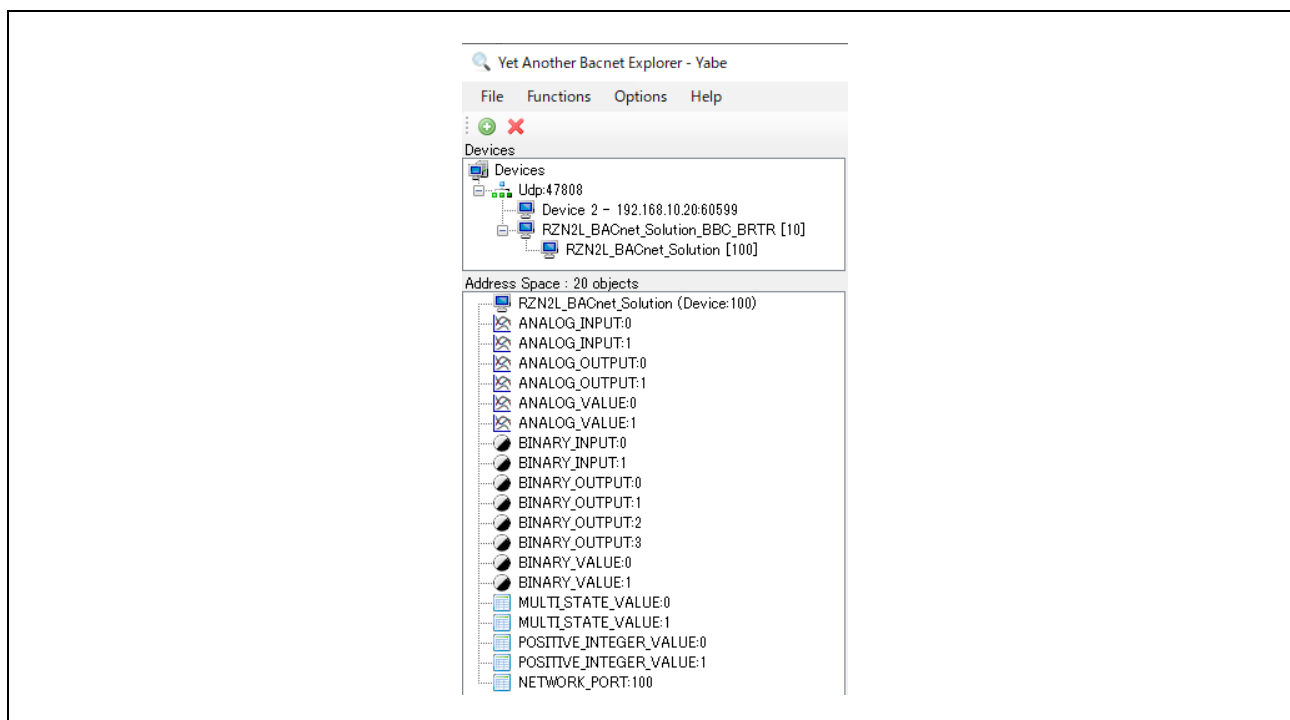 Yet Another Bacnet Explorer - Yabe
File Functions Options Help
Devices
Devices
Udp:47808
Device 2 - 192.168.10.20:60599
RZN2L_BACnet_Solution_BBC_BRTR [10]
RZN2L_BACnet_Solution [100]
Address Space : 20 objects
RZN2L_BACnet_Solution (Device:100)
ANALOG_INPUT:0
ANALOG_INPUT:1
ANALOG_OUTPUT:0
ANALOG_OUTPUT:1
ANALOG_VALUE:0
ANALOG_VALUE:1
BINARY_INPUT:0
BINARY_INPUT:1
BINARY_OUTPUT:0
BINARY_OUTPUT:1
BINARY_OUTPUT:2
BINARY_OUTPUT:3
BINARY_VALUE:0
BINARY_VALUE:1
MULTI_STATE_VALUE:0
MULTI_STATE_VALUE:1
POSITIVE_INTEGER_VALUE:0
POSITIVE_INTEGER_VALUE:1
NETWORK_PORT:100